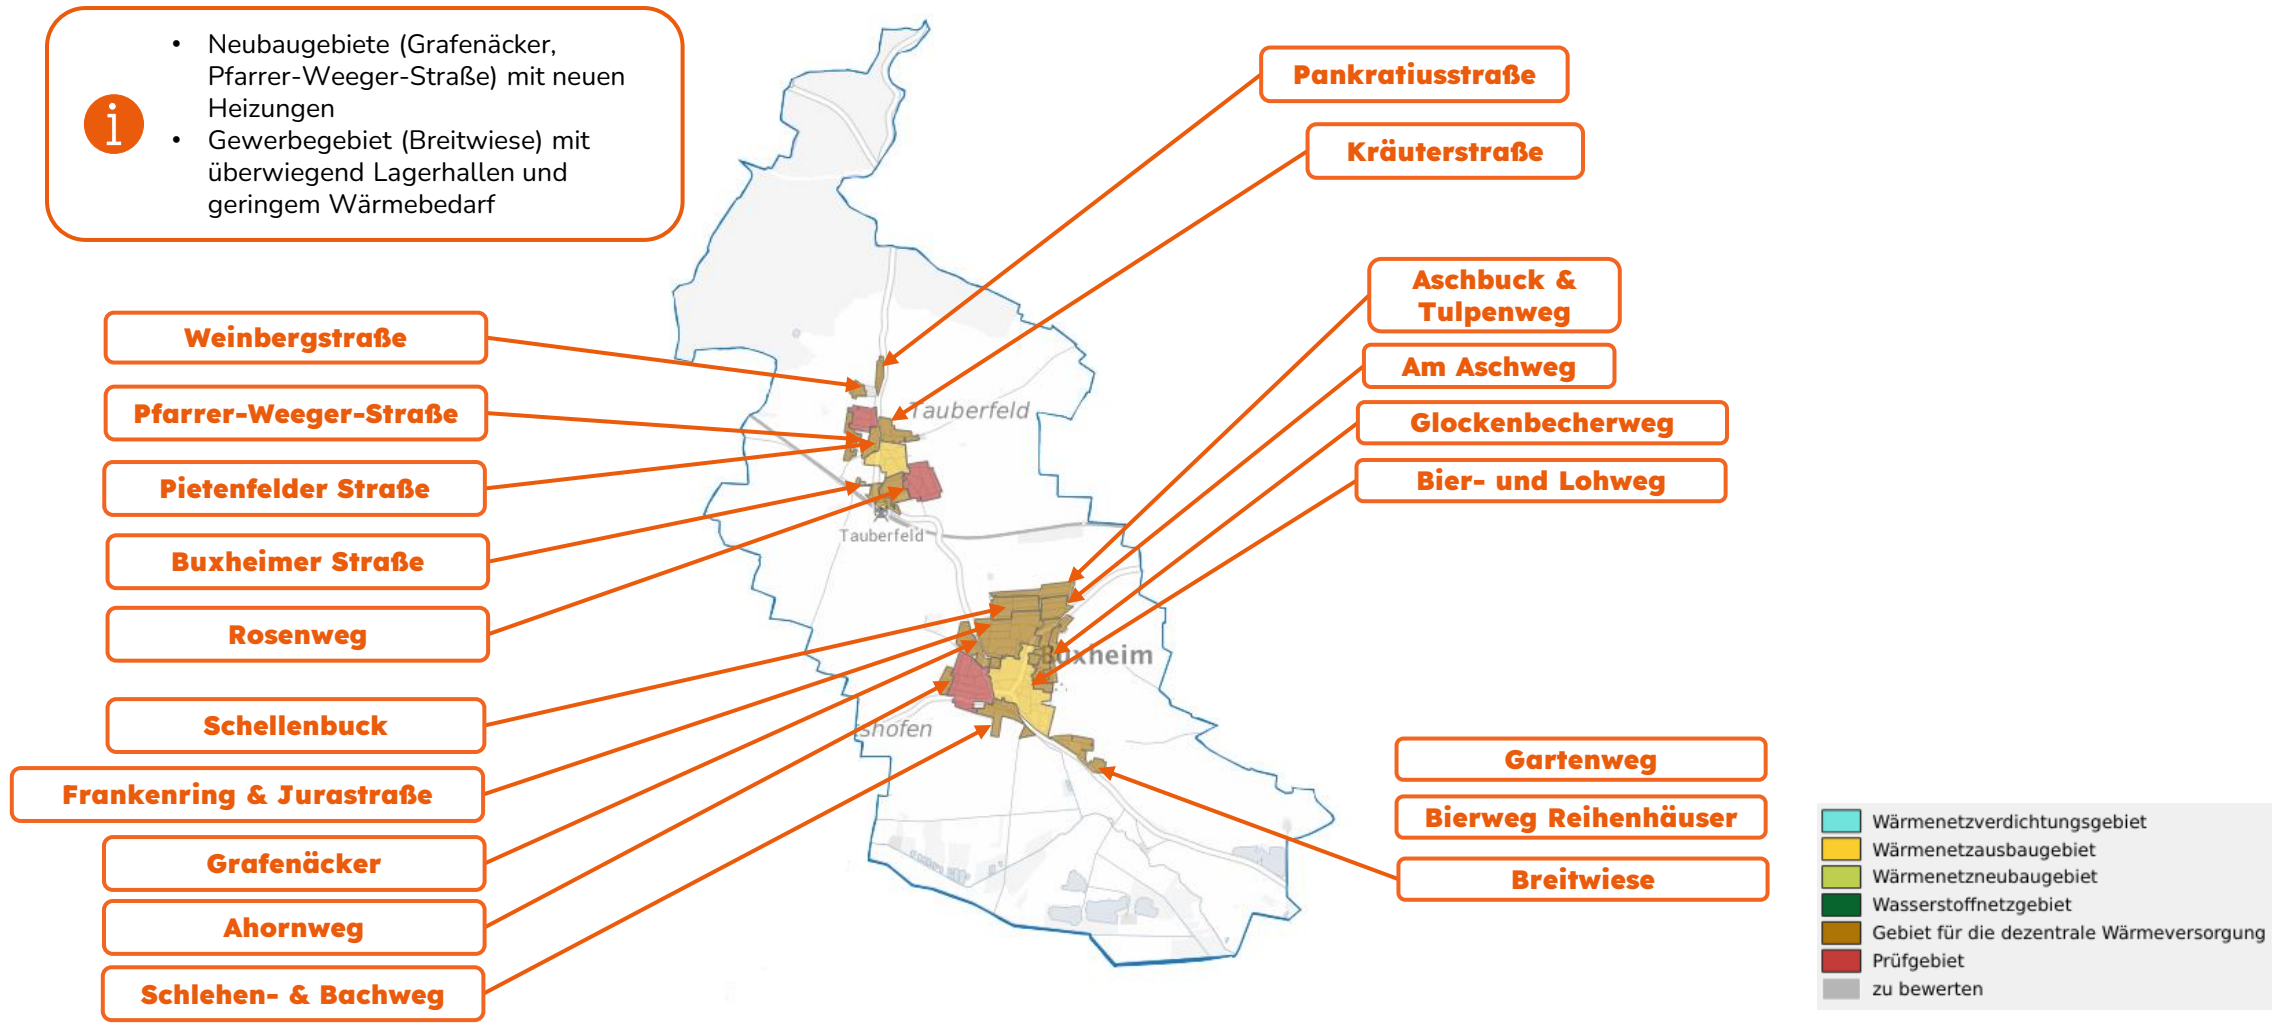 • Neubaugebiete (Grafenäcker,
Pfarrer-Weeger-Straße) mit neuen
Heizungen
• Gewerbegebiet (Breitwiese) mit
überwiegend Lagerhallen und
geringem Wärmebedarf
Weinbergstraße
Pfarrer-Weeger-Straße
Pietenfelder Straße
Buxheimer Straße
Rosenweg
Schellenbuck
Frankenring & Jurastraße
Grafenäcker
Ahornweg
Schlehen- & Bachweg
Tauberfeld
Tauberfeld
Buxheim
shofen
Pankratiusstraße
Kräuterstraße
Aschbuck &
Tulpenweg
Am Aschweg
Glockenbecherweg
Bier- und Lohweg
Gartenweg
Bierweg Reihenhäuser
Breitwiese
Wärmenetzverdichtungsgebiet
Wärmenetzausbaugebiet
Wärmenetzneubaugebiet
Wasserstoffnetzgebiet
Gebiet für die dezentrale Wärmeversorgung
Prüfgebiet
zu bewerten